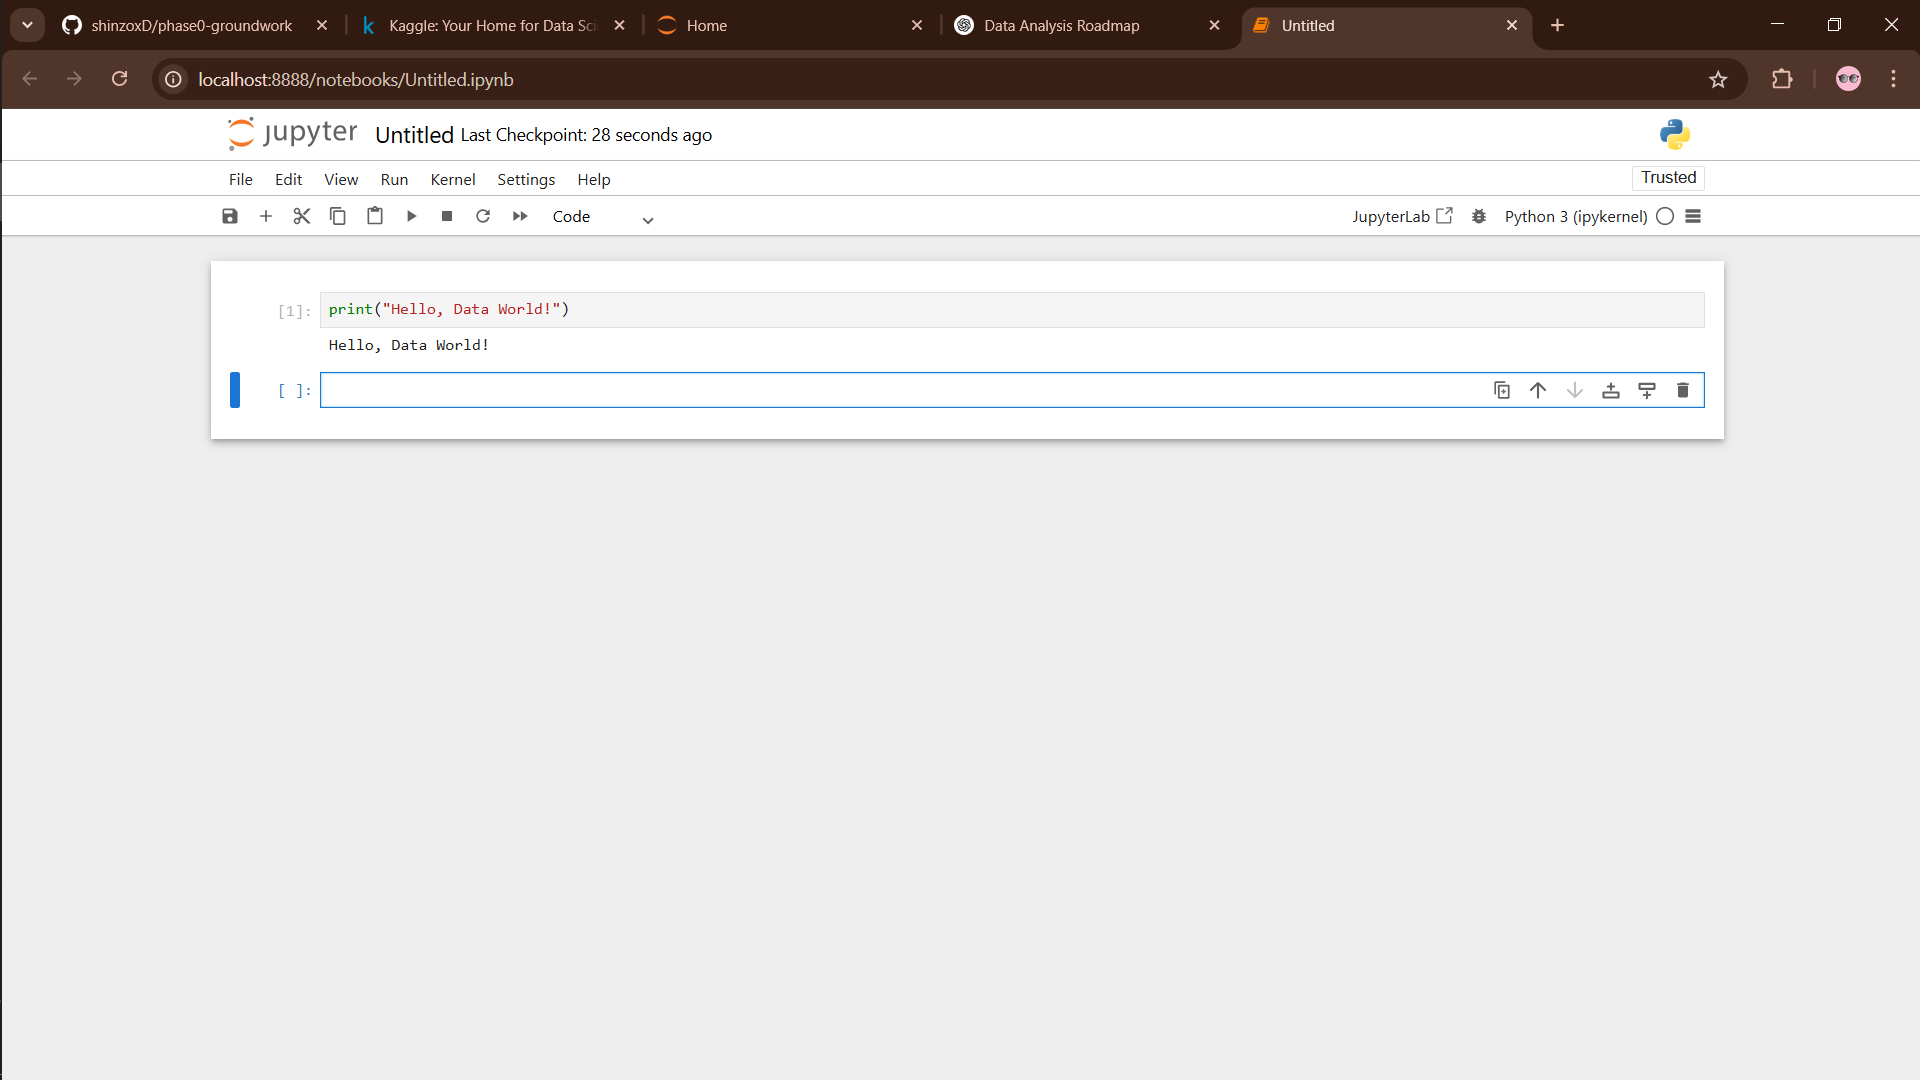 shinzoxD/phase0-groundwork
Kaggle: Your Home for Data Sci
Home
Data Analysis Roadmap
Untitled
localhost:8888/notebooks/Untitled.ipynb
jupyter Untitled Last Checkpoint: 28 seconds ago
File Edit View Run Kernel Settings Help Trusted
Code JupyterLab Python 3 (ipykernel)
[1]: print("Hello, Data World!")
Hello, Data World!
[ ]: